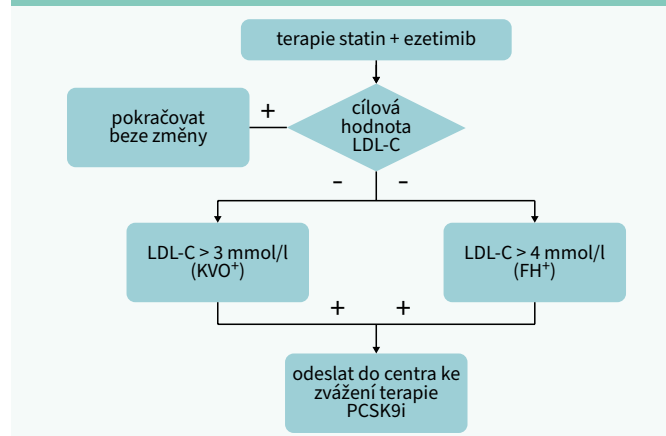 terapie statin + ezetimib
pokračovat
beze změny
+
cílová
hodnota
LDL-C
- -
LDL-C > 3 mmol/l
(KVO⁺)
LDL-C > 4 mmol/l
(FH⁺)
+ +
odeslat do centra ke
zvážení terapie
PCSK9i